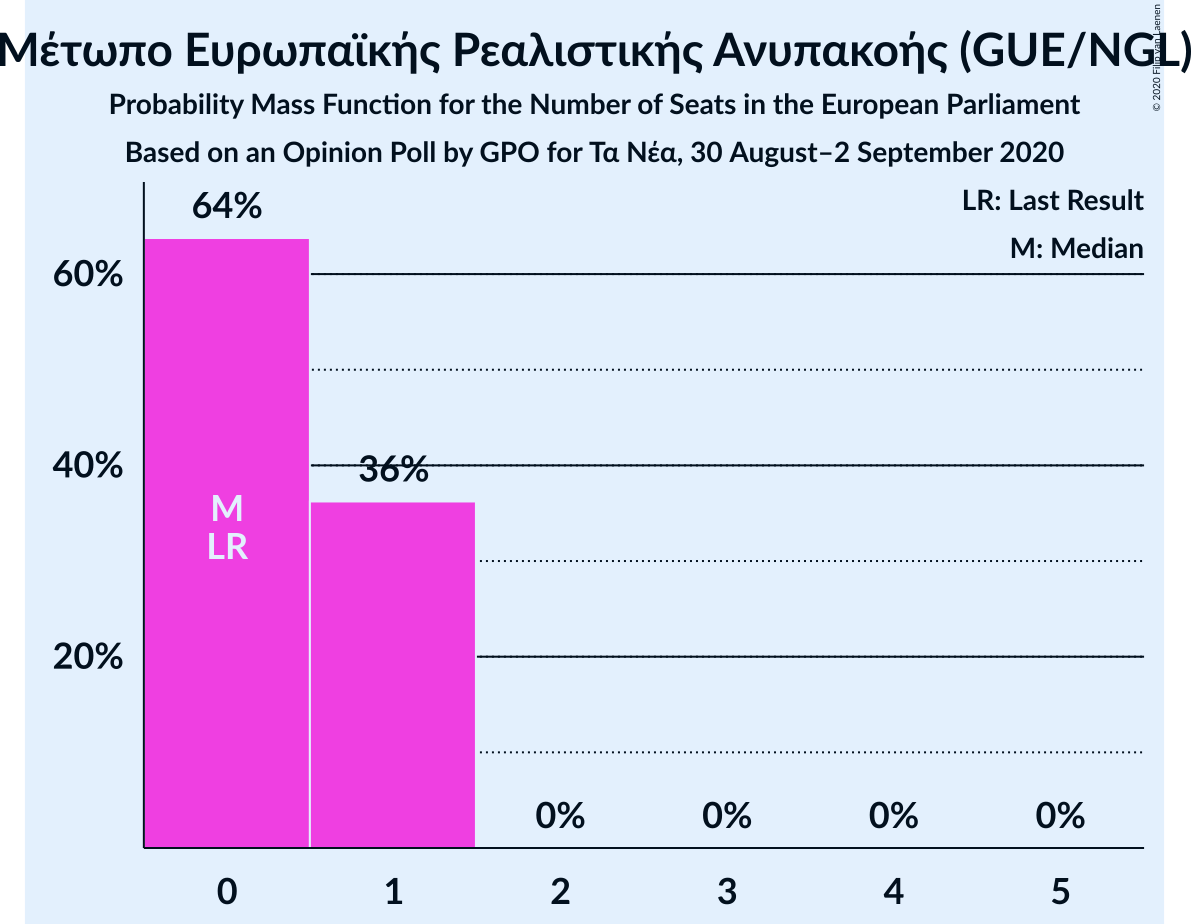 Μέτωπο Ευρωπαϊκής Ρεαλιστικής Ανυπακοής (GUE/NGL)
© 2020 Filip van Laenen
Probability Mass Function for the Number of Seats in the European Parliament
Based on an Opinion Poll by GPO for Τα Νέα, 30 August–2 September 2020
LR: Last Result
M: Median
64%
60%
40%
36%
M
LR
20%
0% 0% 0% 0%
0 1 2 3 4 5